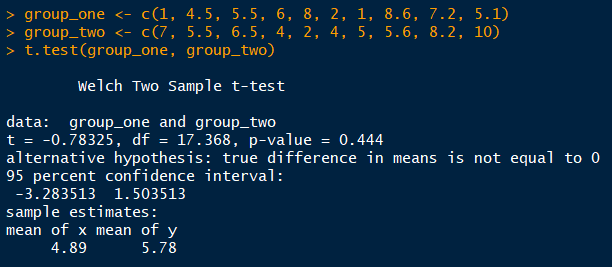 > group_one <- c(1, 4.5, 5.5, 6, 8, 2, 1, 8.6, 7.2, 5.1)
> group_two <- c(7, 5.5, 6.5, 4, 2, 4, 5, 5.6, 8.2, 10)
> t.test(group_one, group_two)
Welch Two Sample t-test
data:  group_one and group_two
t = -0.78325, df = 17.368, p-value = 0.444
alternative hypothesis: true difference in means is not equal to 0
95 percent confidence interval:
-3.283513  1.503513
sample estimates:
mean of x mean of y
4.89      5.78